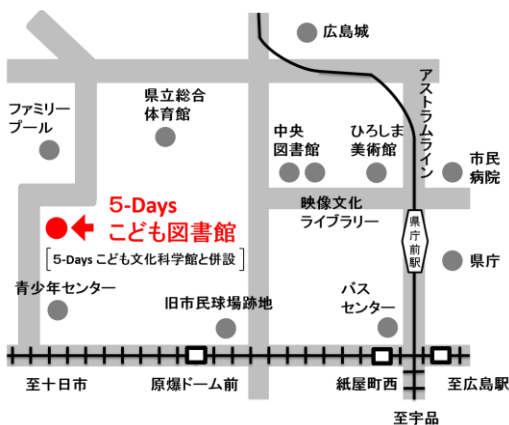 広島城
アストラムライン
県立総合
体育館
ファミリー
プール
中央
図書館
ひろしま
美術館
市民
病院
5-Days
こども図書館
[5-Days こども文化科学館と併設]
映像文化
ライブラリー
県庁前駅
県庁
青少年センター
旧市民球場跡地
バス
センター
至十日市
原爆ドーム前
紙屋町西
至広島駅
至宇品